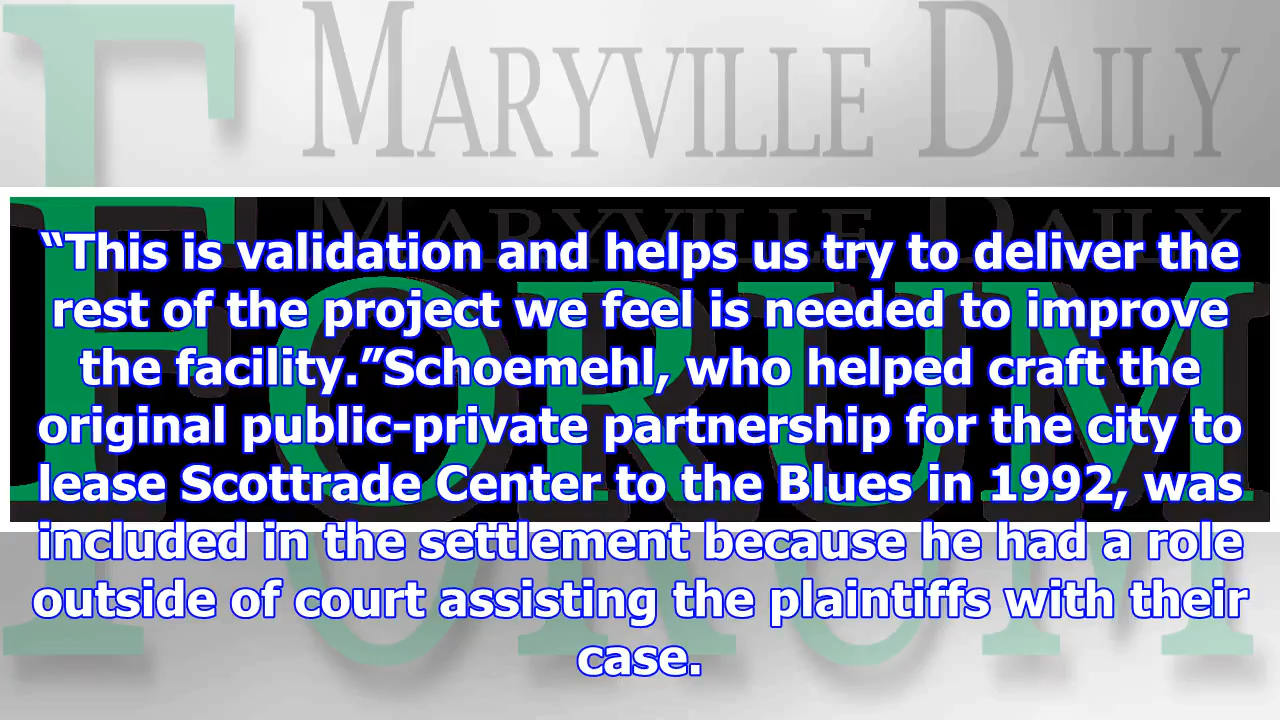 MARYVILLE DAILY
FORUM
“This is validation and helps us try to deliver the
rest of the project we feel is needed to improve
the facility.”Schoemehl, who helped craft the
original public-private partnership for the city to
lease Scottrade Center to the Blues in 1992, was
included in the settlement because he had a role
outside of court assisting the plaintiffs with their
case.